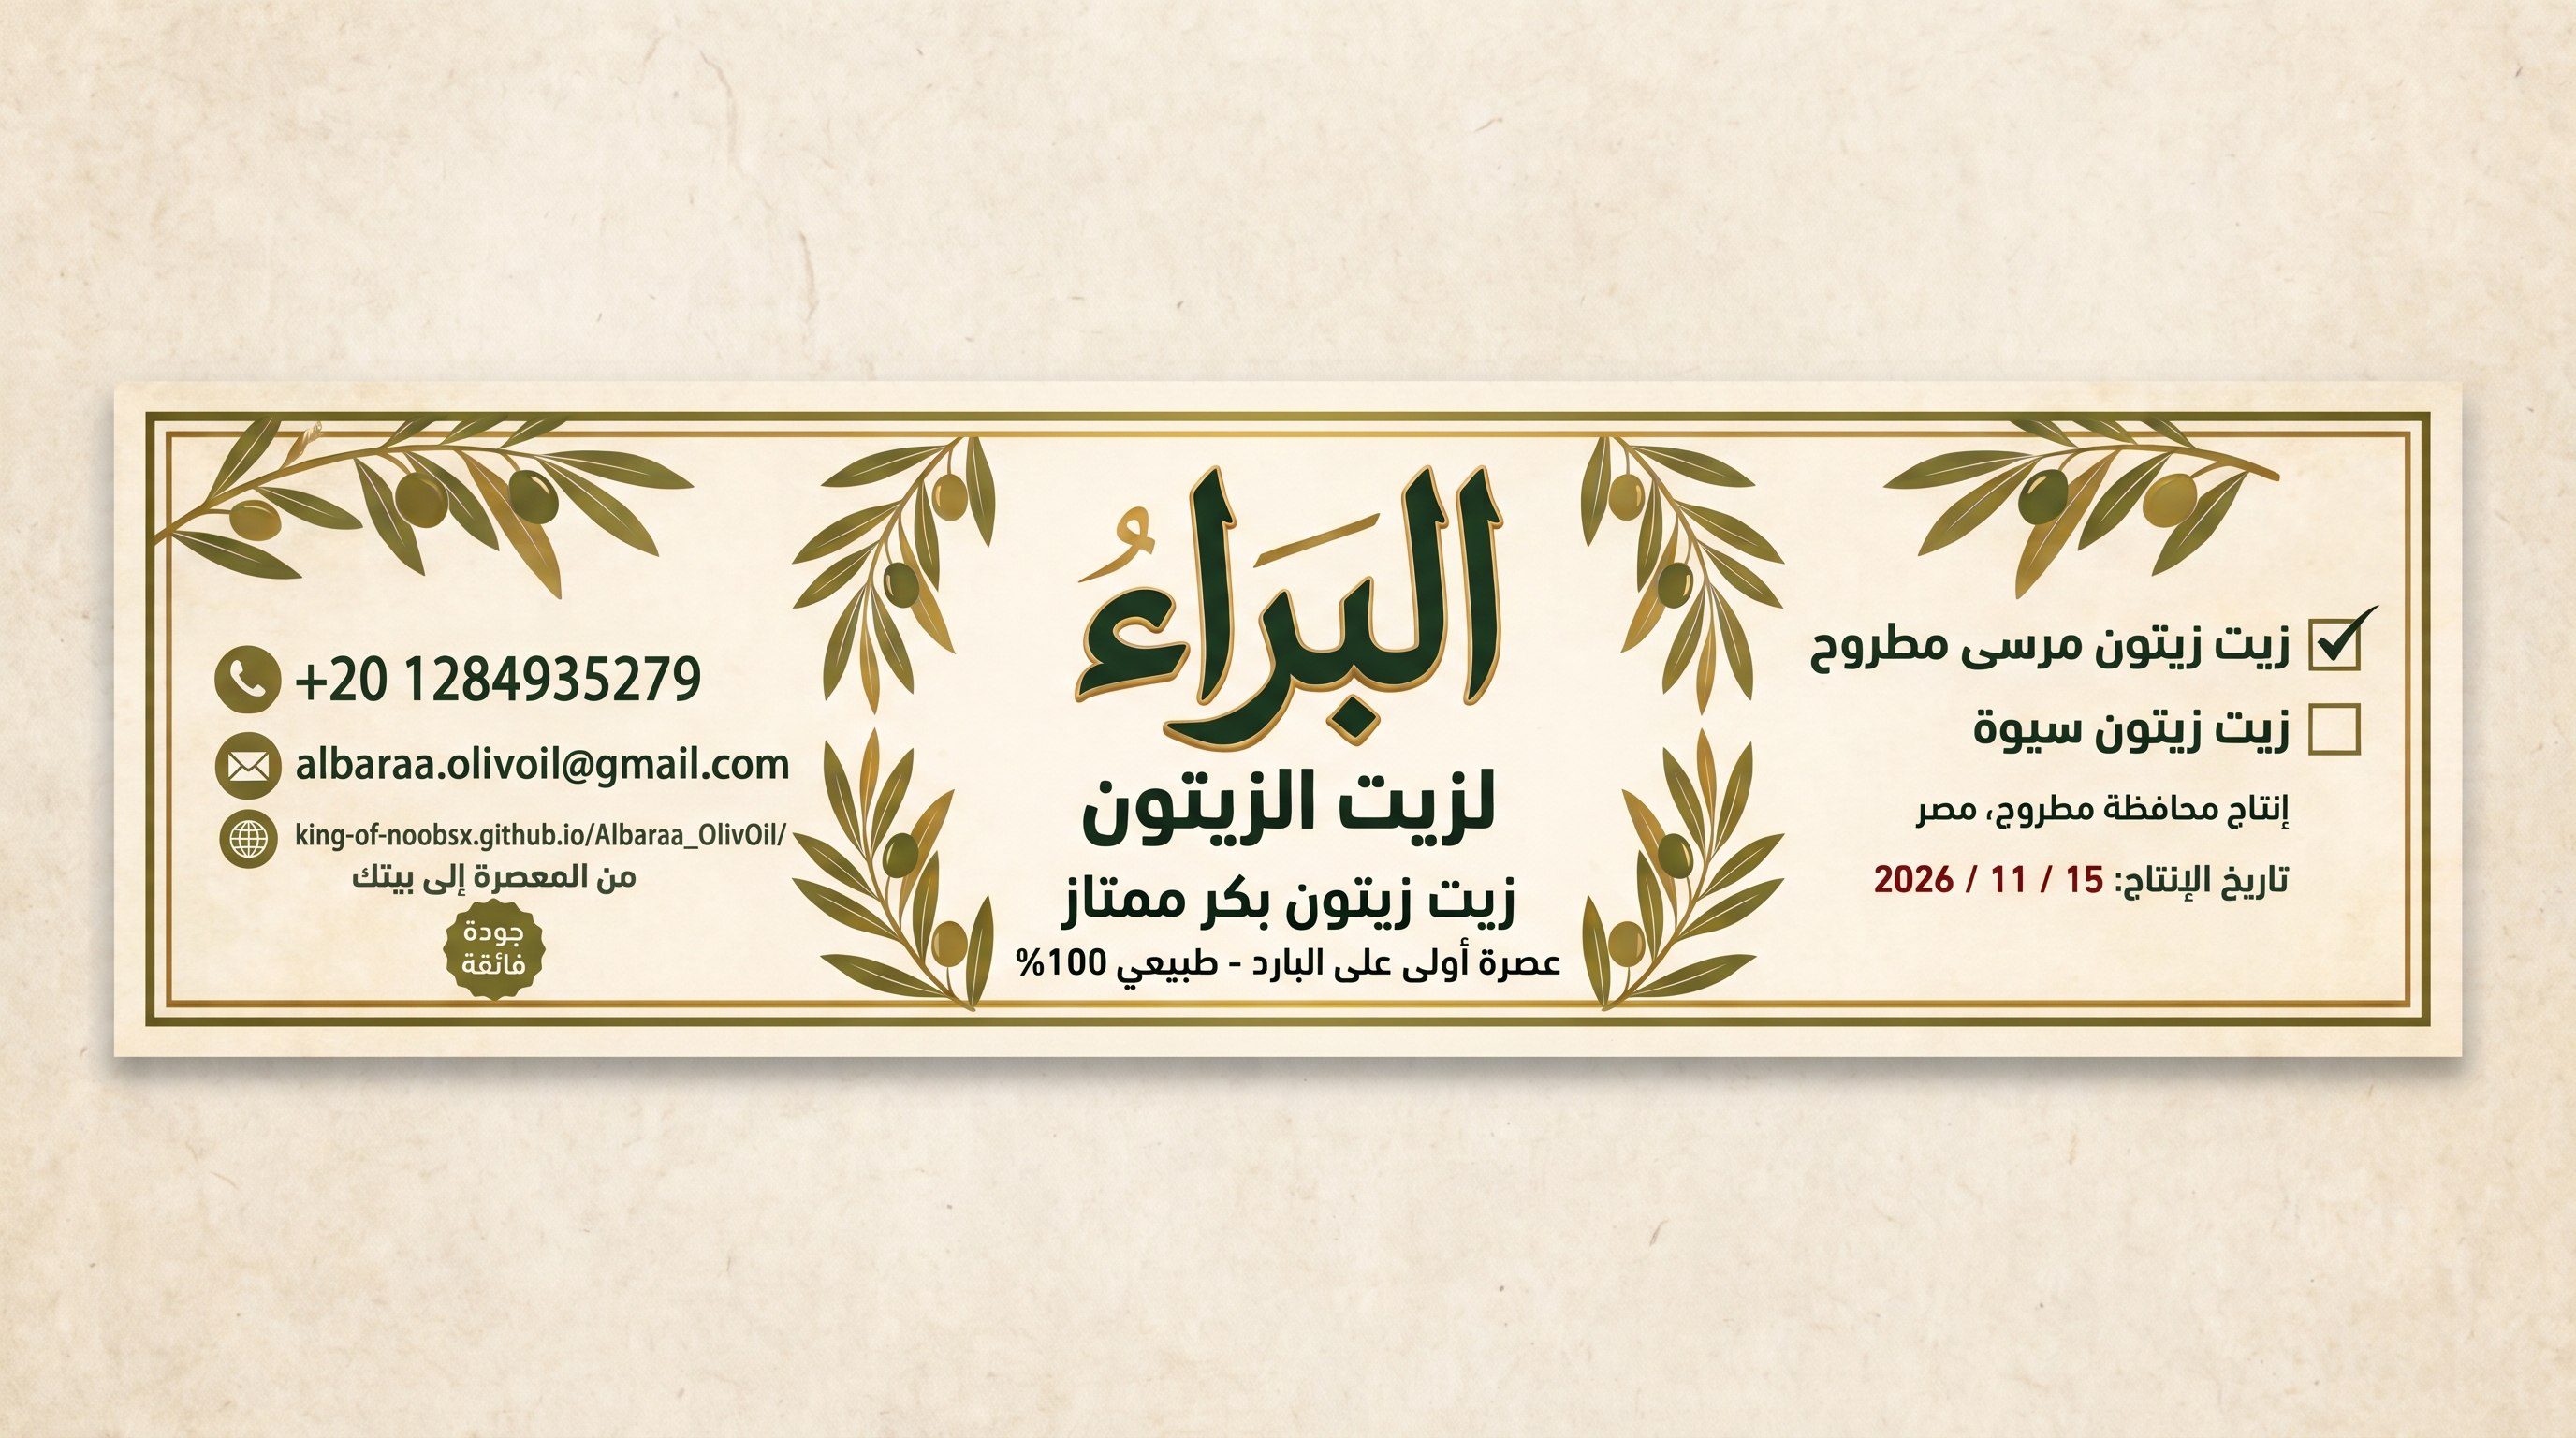 زيت زيتون مرسى مطروح
زيت زيتون سيوة
إنتاج محافظة مطروح، مصر
تاريخ الإنتاج: 15 / 11 / 2026
البَراءُ
لزيت الزيتون
زيت زيتون بكر ممتاز
عصرة أولى على البارد - طبيعي 100%
+20 1284935279
albaraa.olivoil@gmail.com
king-of-noobsx.github.io/Albaraa_OlivOil/
من المعصرة إلى بيتك
جودة
فائقة